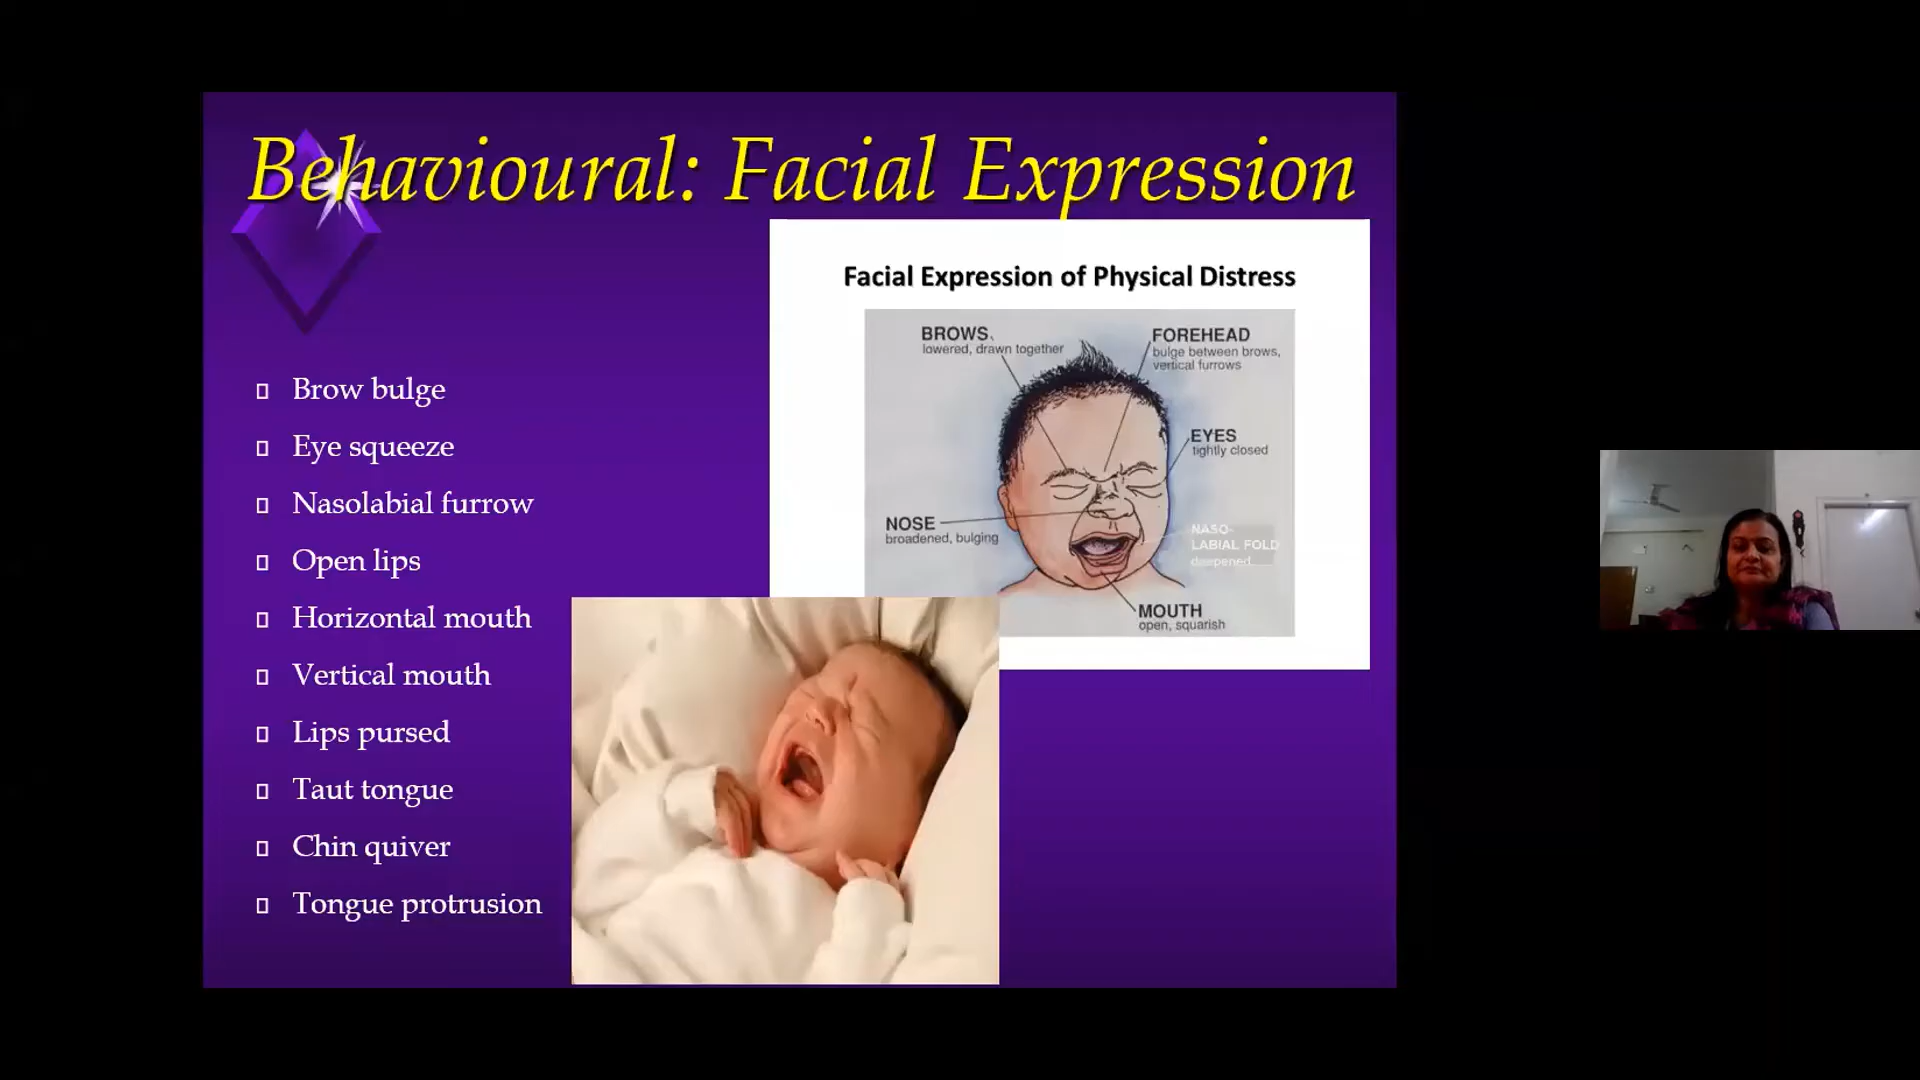 Behavioural: Facial Expression
Brow bulge
Eye squeeze
Nasolabial furrow
Open lips
Horizontal mouth
Vertical mouth
Lips pursed
Taut tongue
Chin quiver
Tongue protrusion
Facial Expression of Physical Distress
BROWS
lowered, drawn together
FOREHEAD
bulge between brows,
vertical furrows
EYES
tightly closed
NOSE
broadened, bulging
NASO-
LABIAL FOLD
deepened
MOUTH
open, squarish